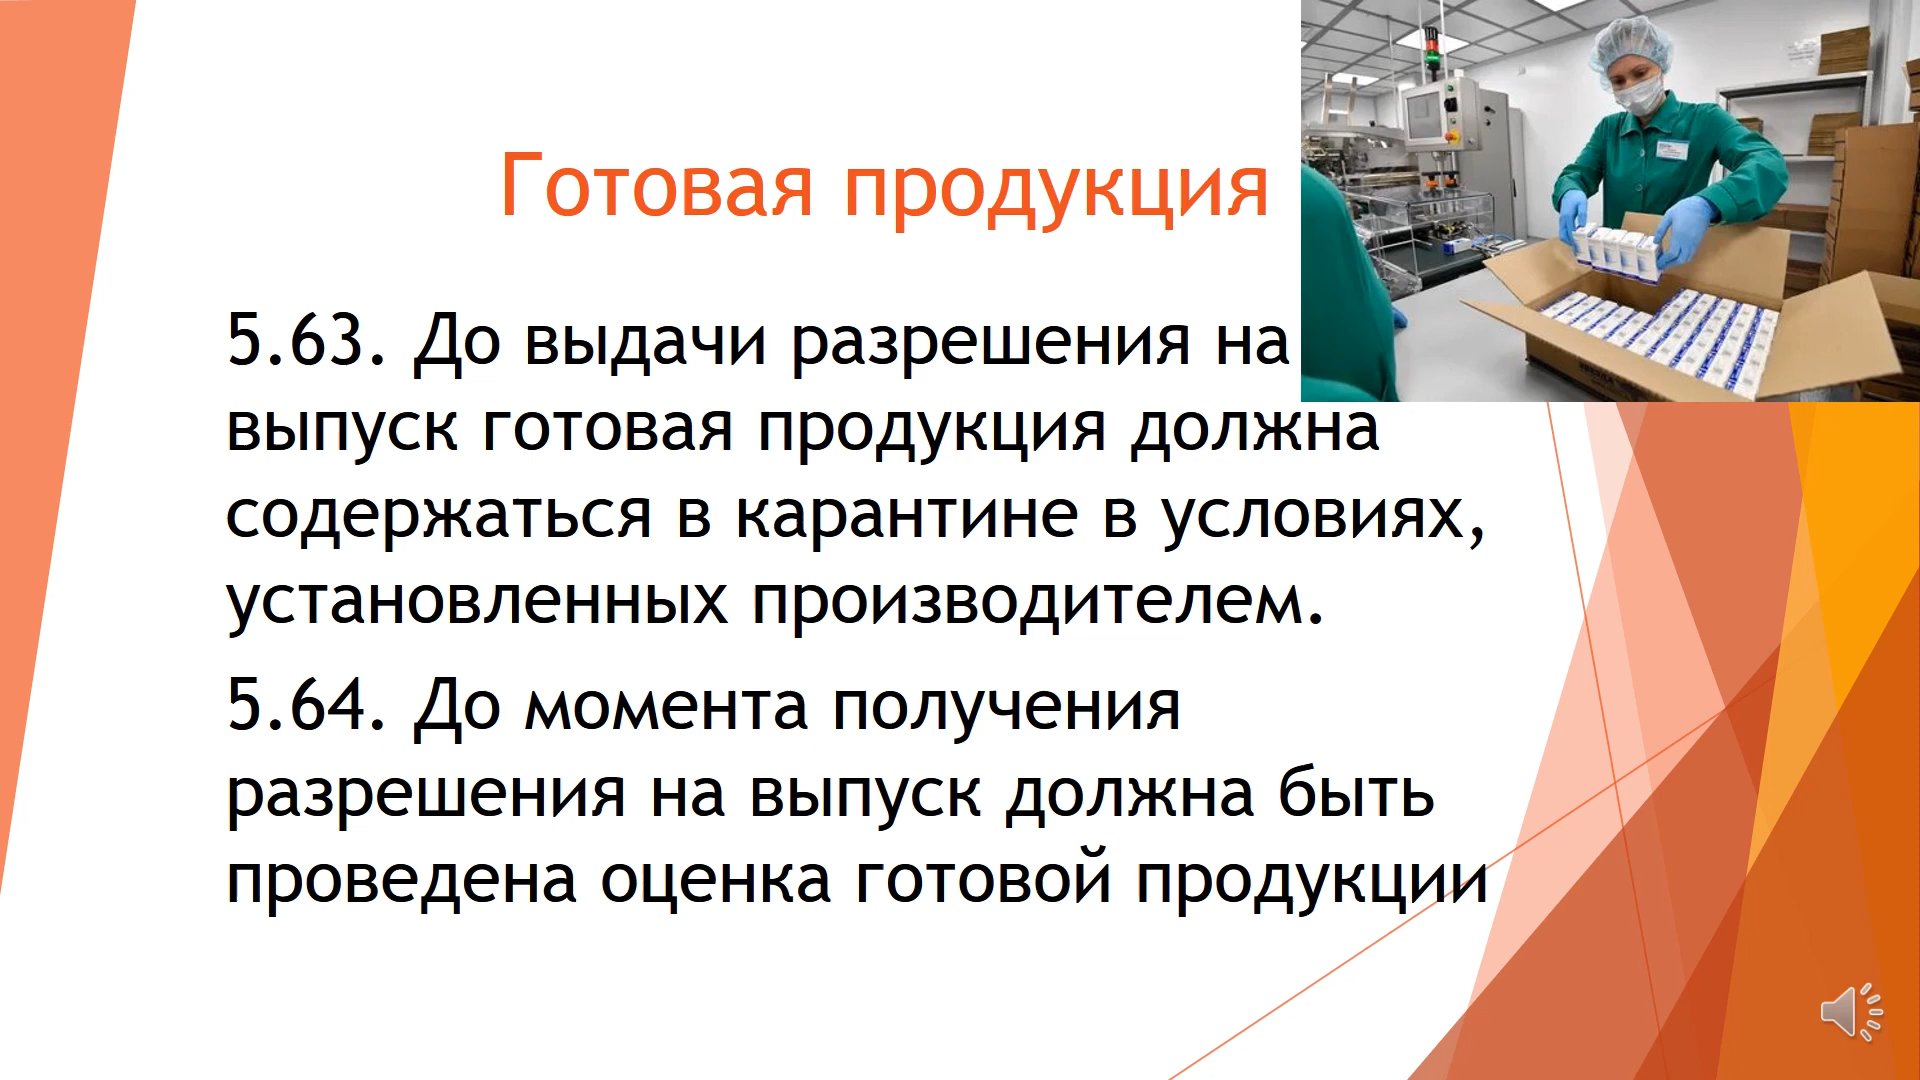 Готовая продукция
5.63. До выдачи разрешения на
выпуск готовая продукция должна
содержаться в карантине в условиях,
установленных производителем.
5.64. До момента получения
разрешения на выпуск должна быть
проведена оценка готовой продукции